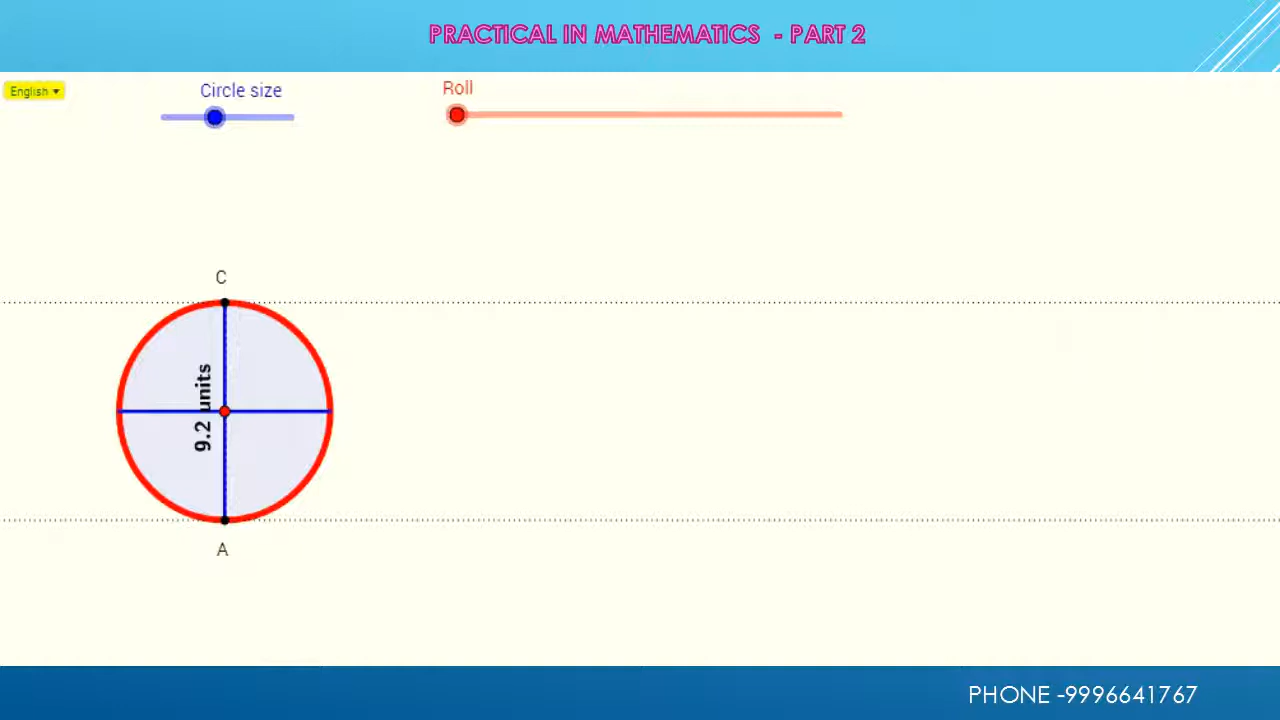 PRACTICAL IN MATHEMATICS - PART 2
English
Circle size
Roll
C
9.2 units
A
PHONE -9996641767